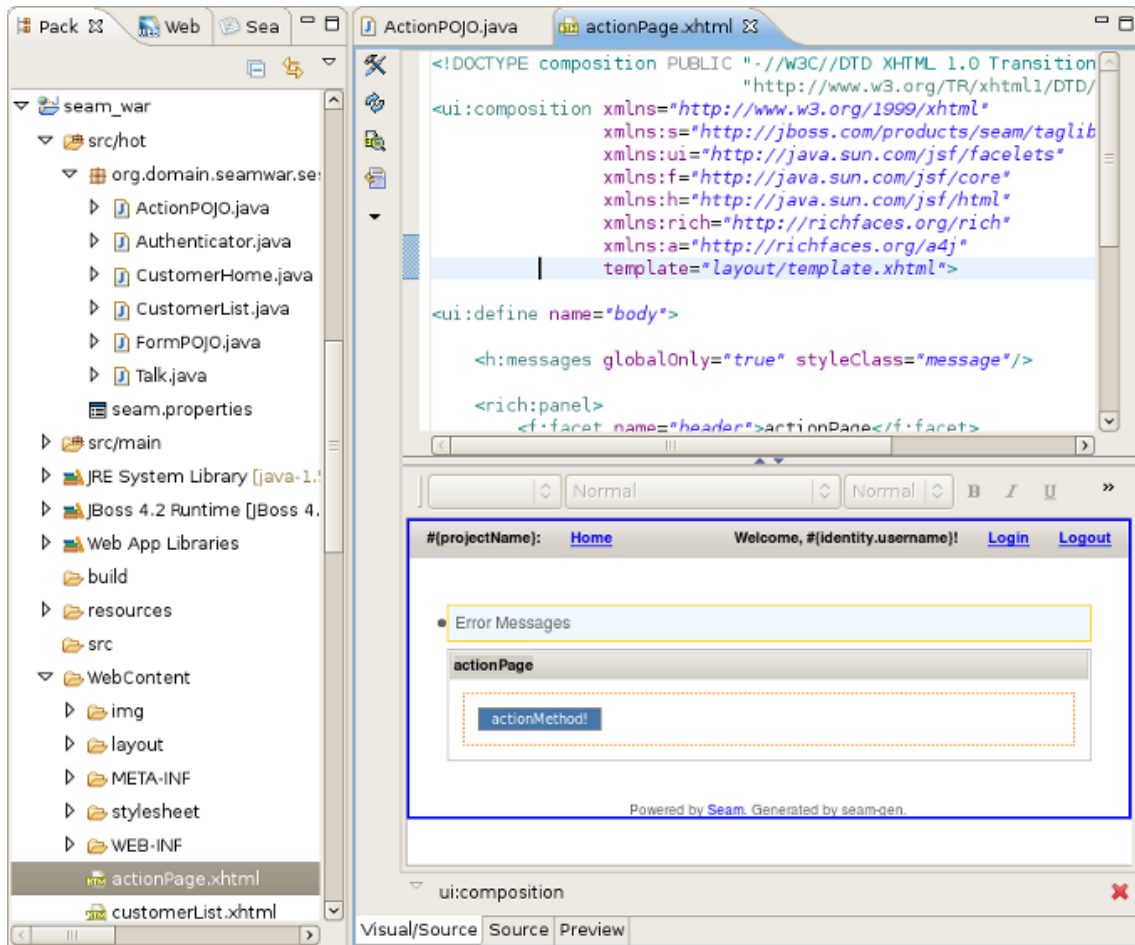 Pack Web Sea
seam_war
src/hot
org.domain.seamwar.se
ActionPOJO.java
Authenticator.java
CustomerHome.java
CustomerList.java
FormPOJO.java
Talk.java
seam.properties
src/main
JRE System Library [java-1.
JBoss 4.2 Runtime [JBoss 4.
Web App Libraries
build
resources
src
WebContent
img
layout
META-INF
stylesheet
WEB-INF
actionPage.xhtml
customerList.xhtml
ActionPOJO.java actionPage.xhtml
<!DOCTYPE composition PUBLIC "-//W3C//DTD XHTML 1.0 Transition
"http://www.w3.org/TR/xhtml1/DTD/
<ui:composition xmlns="http://www.w3.org/1999/xhtml"
xmlns:s="http://jboss.com/products/seam/taglib
xmlns:ui="http://java.sun.com/jsf/facelets"
xmlns:f="http://java.sun.com/jsf/core"
xmlns:h="http://java.sun.com/jsf/html"
xmlns:rich="http://richfaces.org/rich"
xmlns:a="http://richfaces.org/a4j"
template="layout/template.xhtml">
<ui:define name="body">
<h:messages globalOnly="true" styleClass="message"/>
<rich:panel>
<f:facet name="header">actionPage</f:facet>
Normal Normal B I U »
#{projectName}: Home Welcome, #{identity.username}! Login Logout
Error Messages
actionPage
actionMethod!
Powered by Seam. Generated by seam-gen.
ui:composition
Visual/Source Source Preview